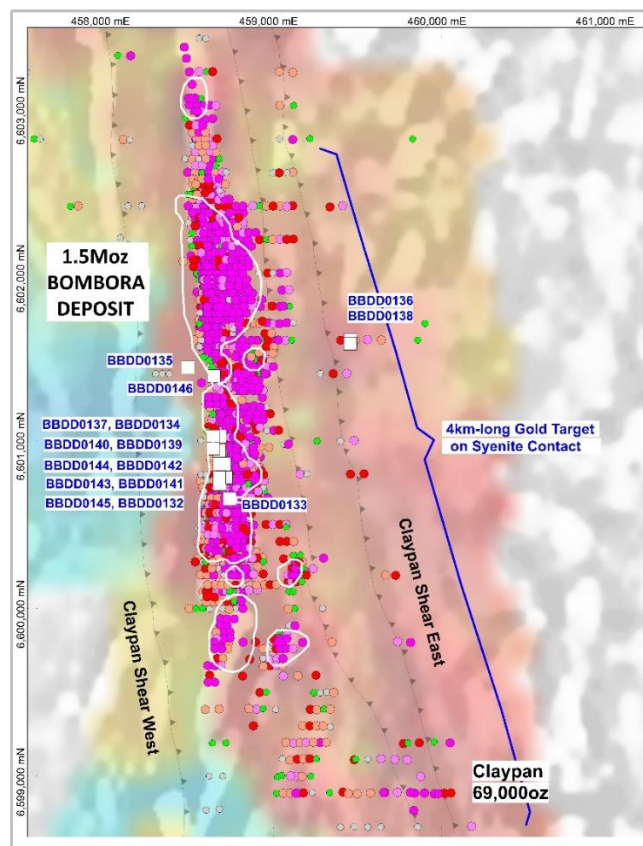 458,000 mE
459,000 mE
460,000 mE
461,000 mE
6,603,000 mN
6,602,000 mN
6,601,000 mN
6,600,000 mN
6,599,000 mN
1.5Moz
BOMBORA
DEPOSIT
BBDD0136
BBDD0138
BBDD0135
BBDD0146
BBDD0137, BBDD0134
BBDD0140, BBDD0139
BBDD0144, BBDD0142
BBDD0143, BBDD0141
BBDD0145, BBDD0132
BBDD0133
4km-long Gold Target
on Syenite Contact
Claypan Shear East
Claypan Shear West
Claypan
69,000oz